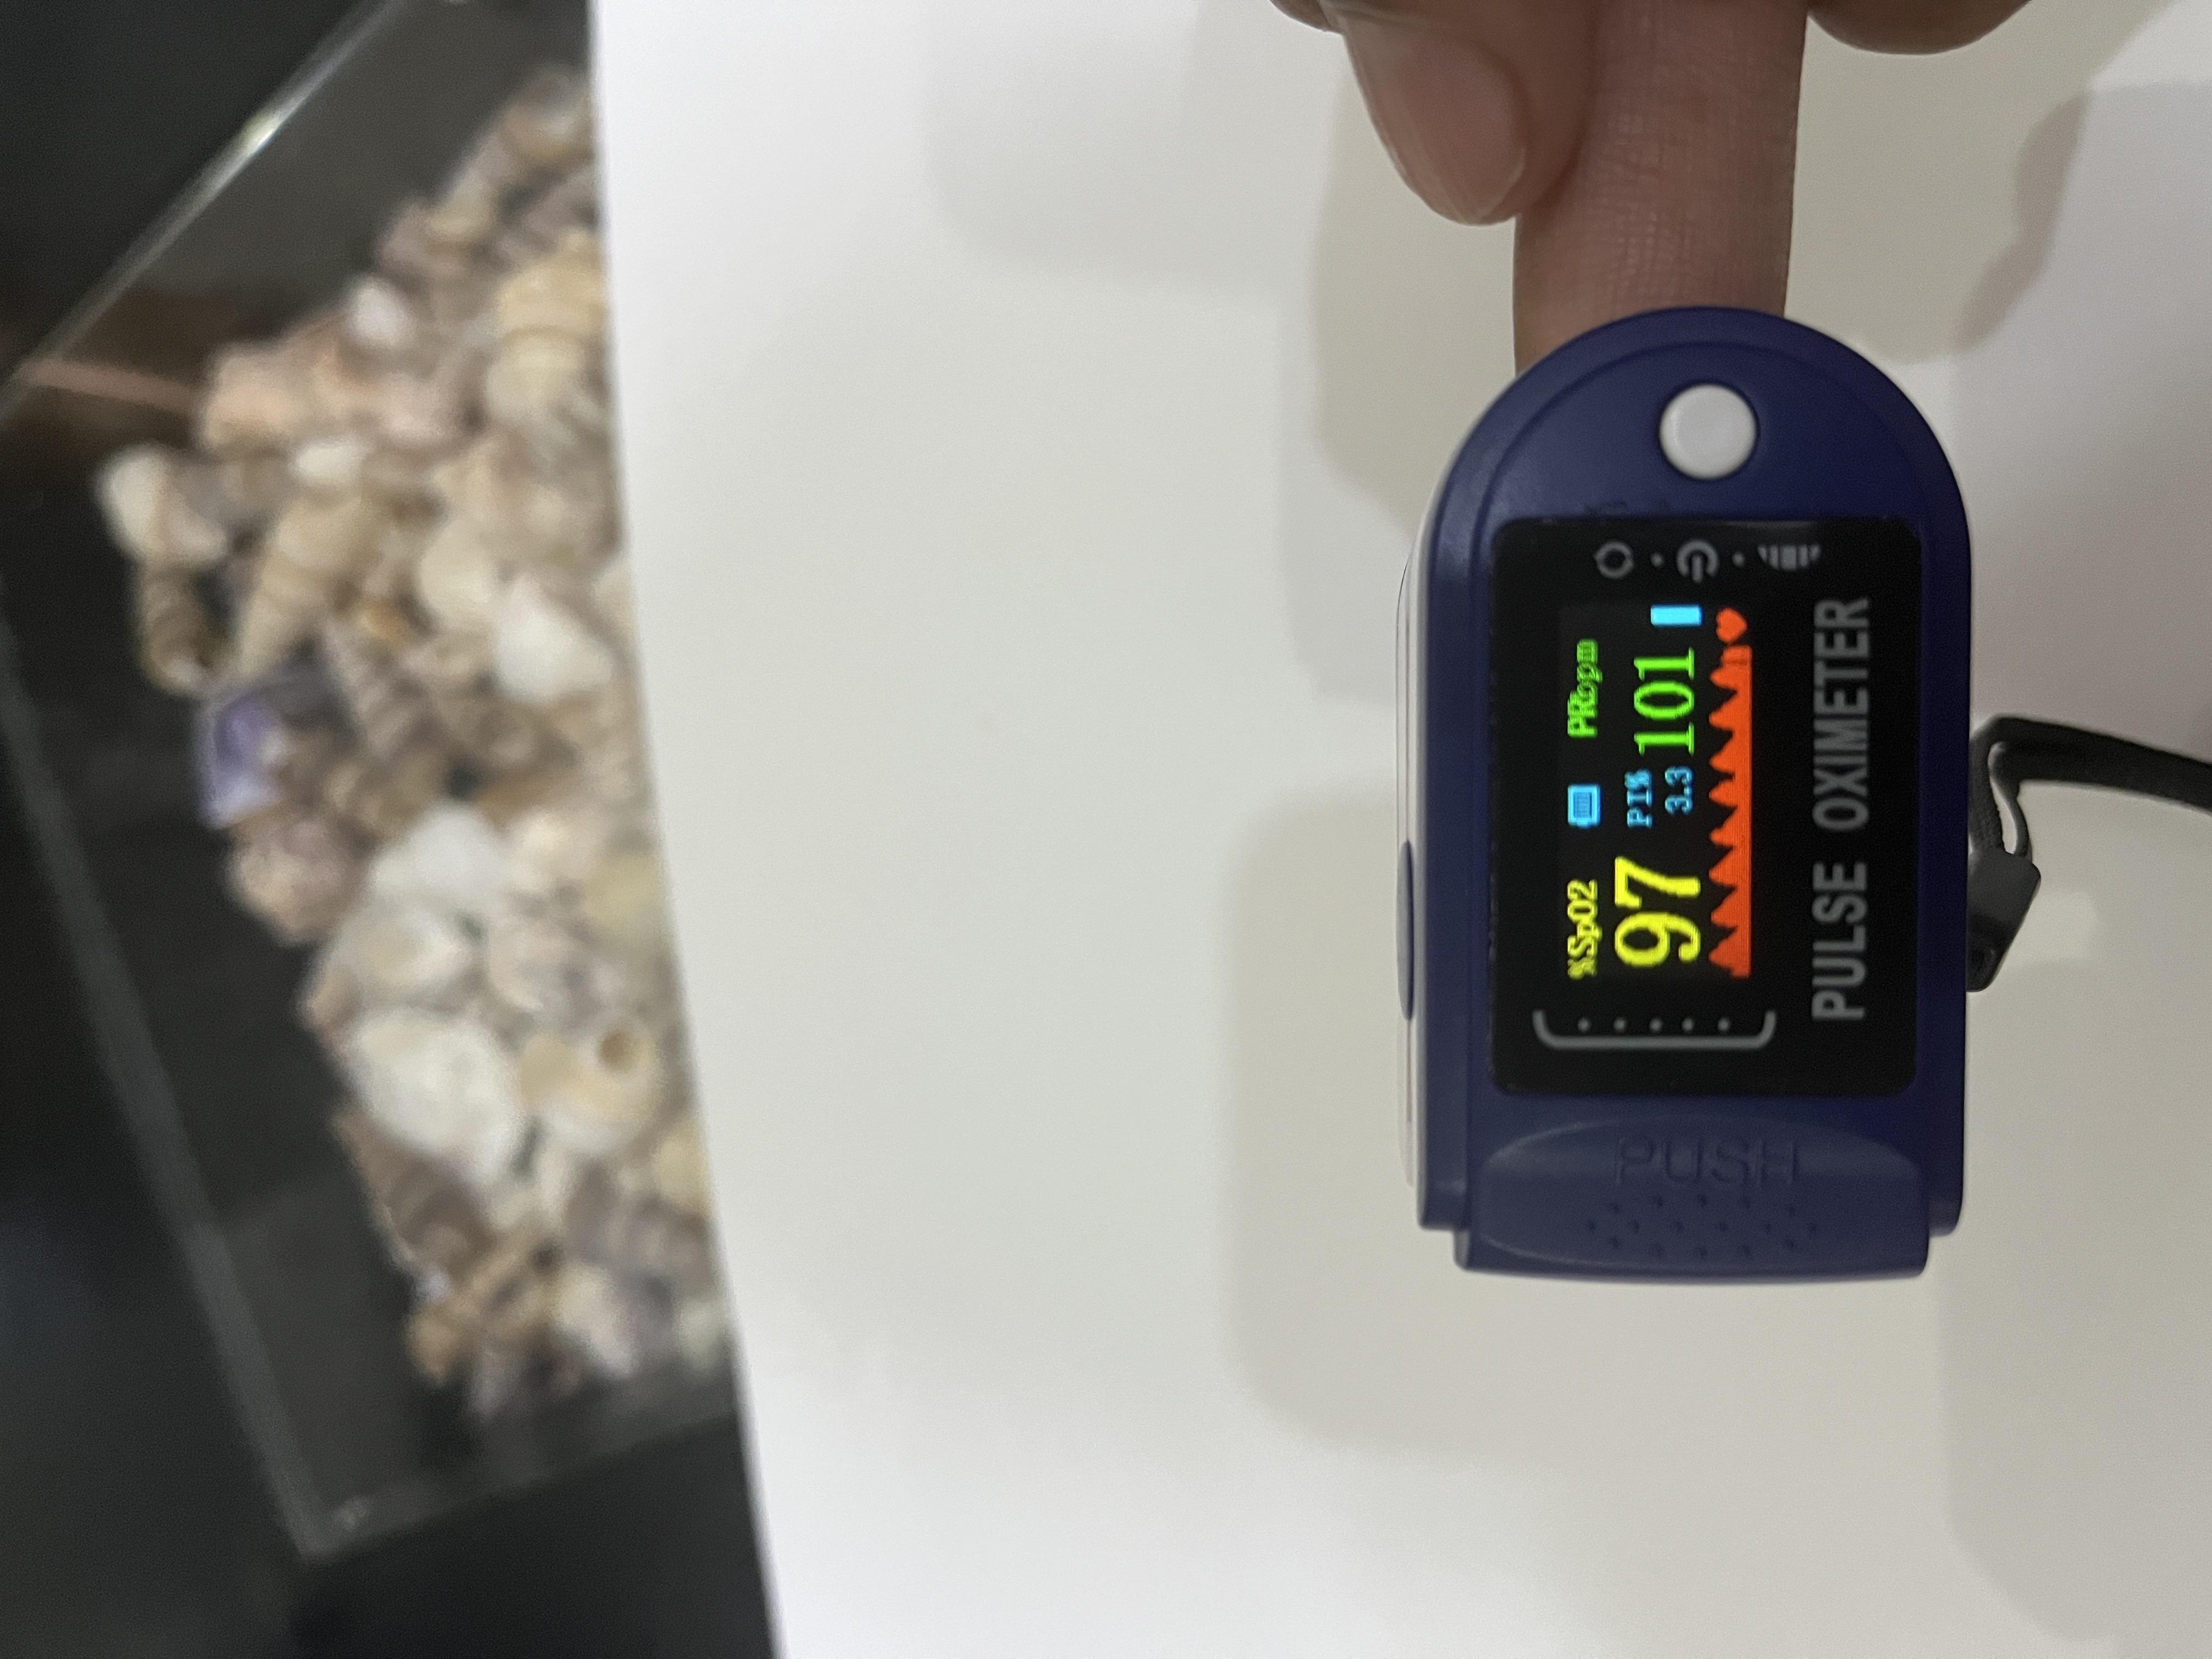 %SpO2 PRbpm
97 PI% 101
3.3
PULSE OXIMETER
PUSH